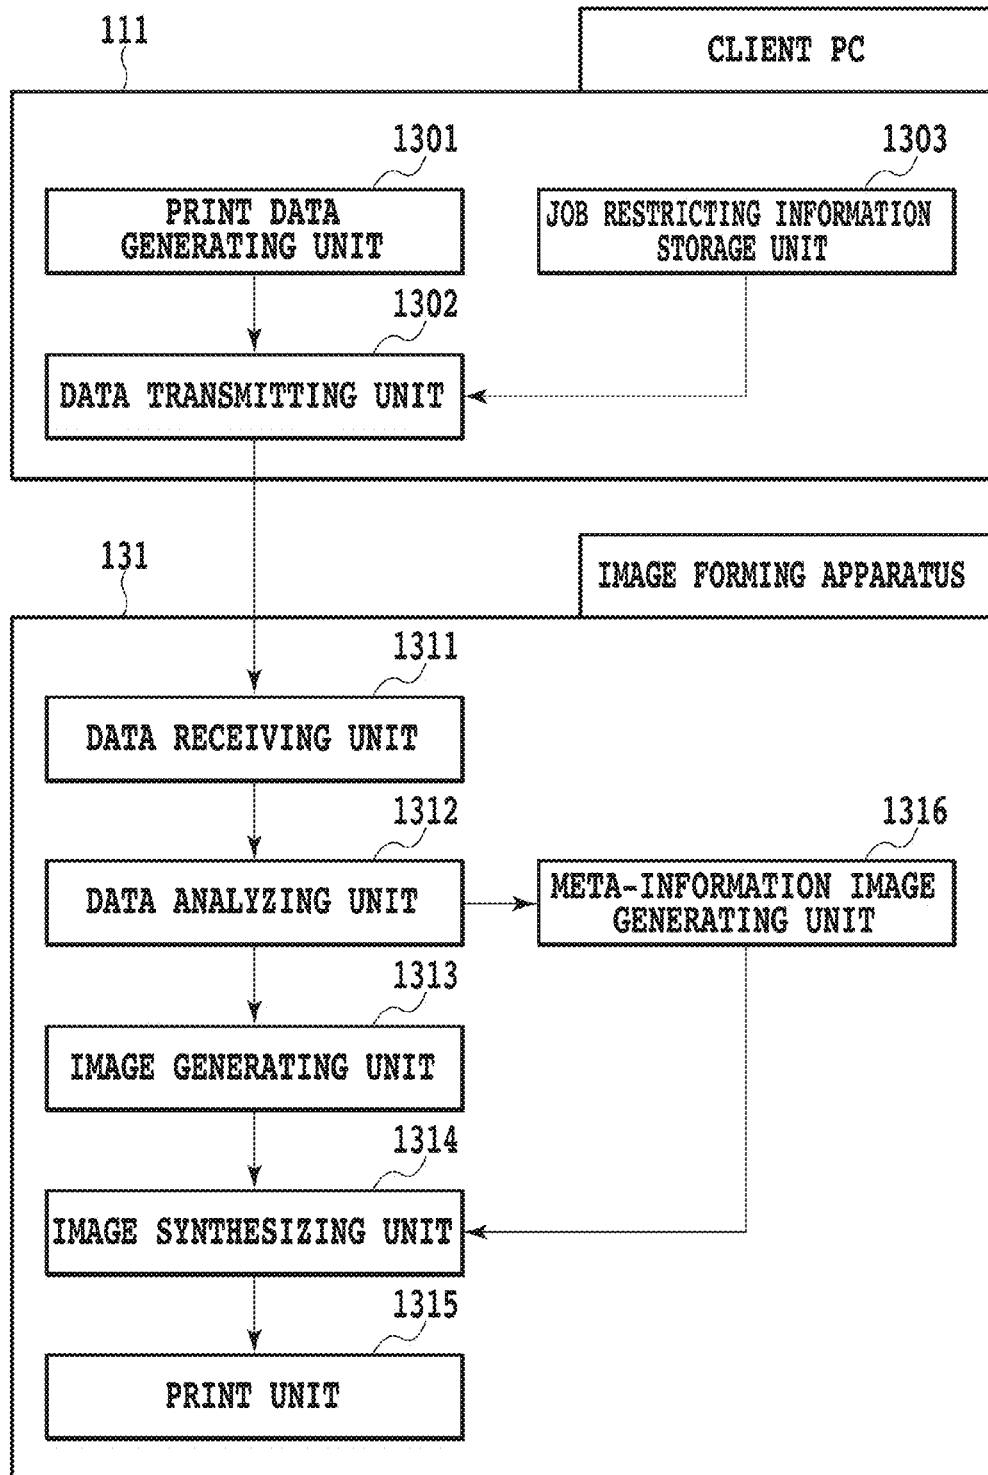 111
CLIENT PC
1301
PRINT DATA
GENERATING UNIT
1303
JOB RESTRICTING INFORMATION
STORAGE UNIT
1302
DATA TRANSMITTING UNIT
131
IMAGE FORMING APPARATUS
1311
DATA RECEIVING UNIT
1312
DATA ANALYZING UNIT
1316
META-INFORMATION IMAGE
GENERATING UNIT
1313
IMAGE GENERATING UNIT
1314
IMAGE SYNTHESIZING UNIT
1315
PRINT UNIT